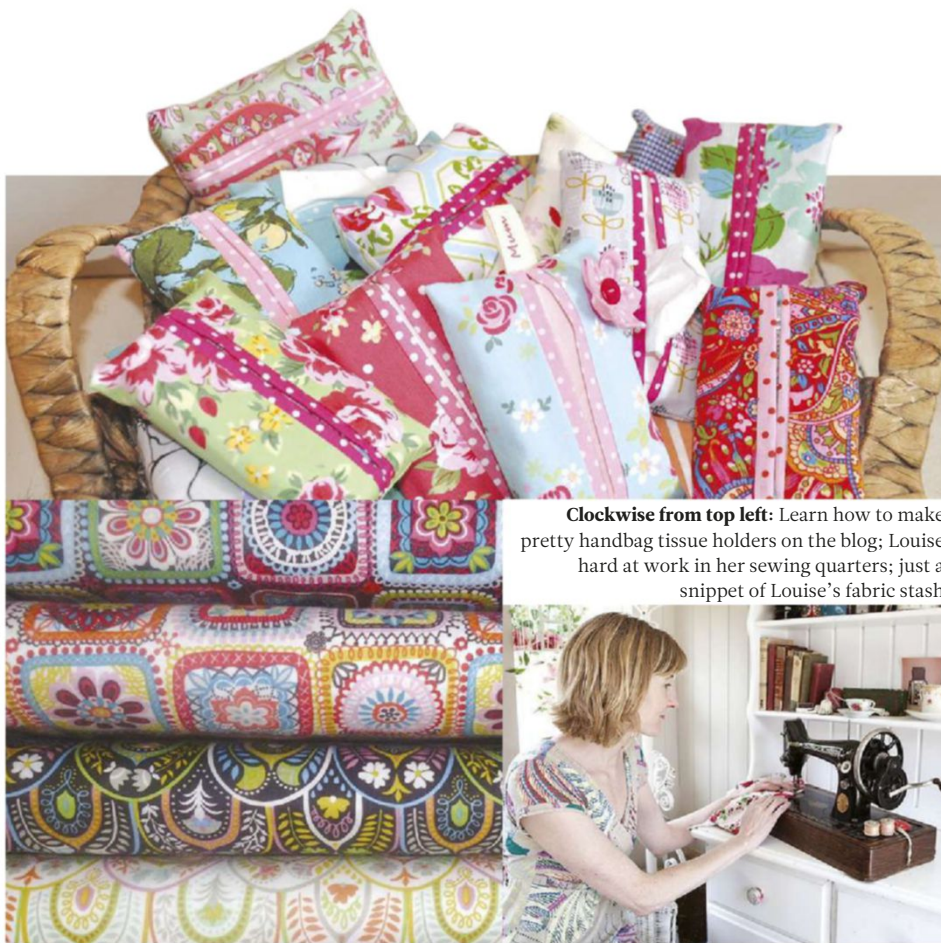 Mum
Clockwise from top left: Learn how to make
pretty handbag tissue holders on the blog; Louise
hard at work in her sewing quarters; just a
snippet of Louise’s fabric stash